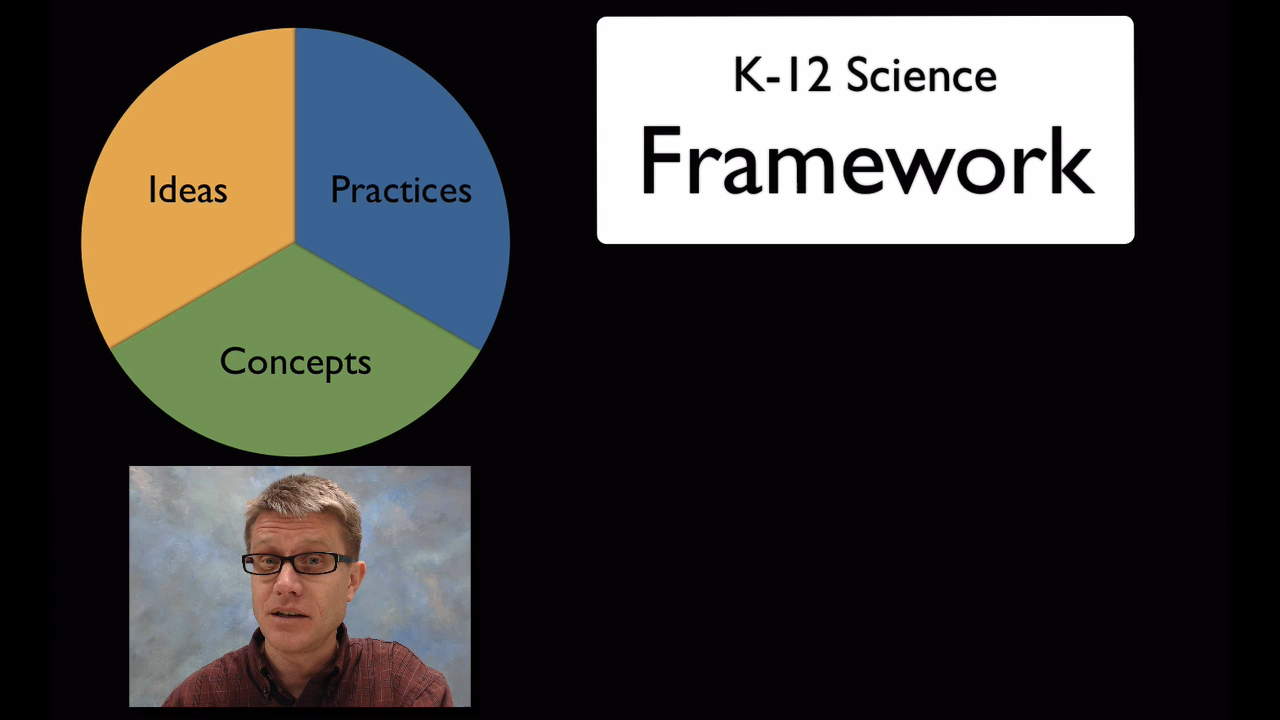 K-12 Science
Framework
Ideas
Practices
Concepts